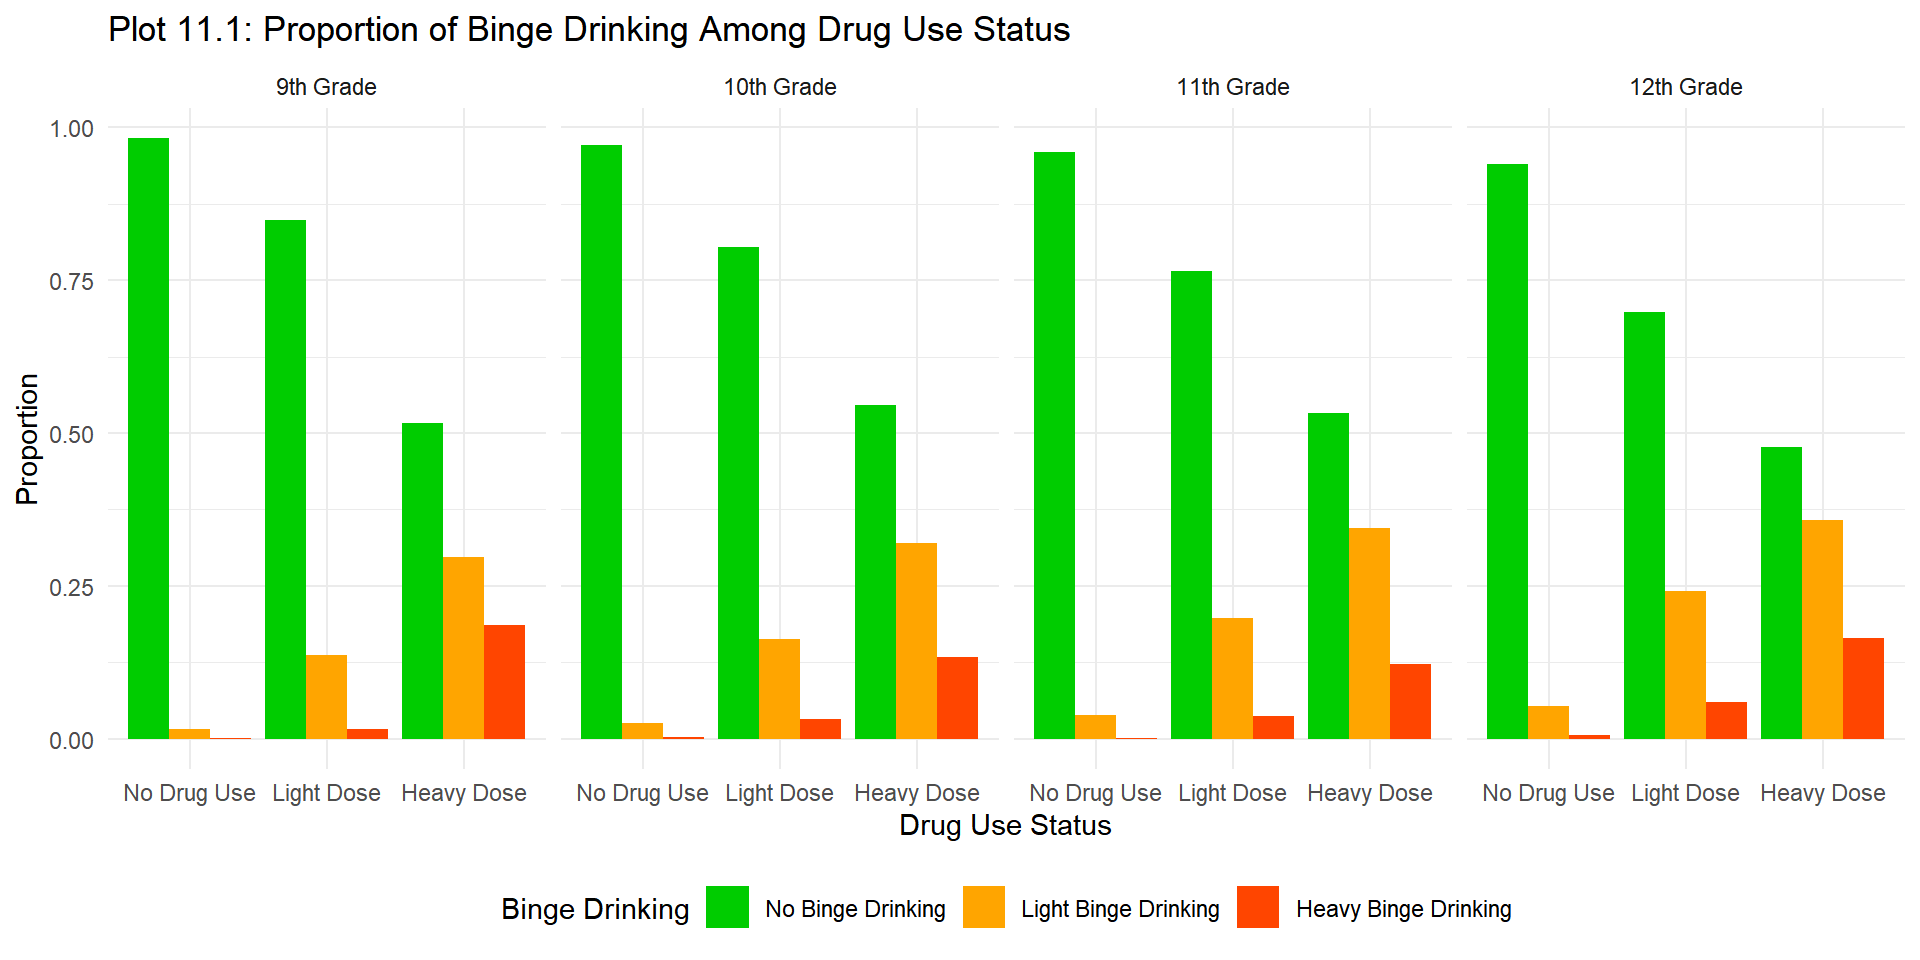 Plot 11.1: Proportion of Binge Drinking Among Drug Use Status
9th Grade 10th Grade 11th Grade 12th Grade
1.00
0.75
0.50
0.25
0.00
Proportion
No Drug Use Light Dose Heavy Dose No Drug Use Light Dose Heavy Dose No Drug Use Light Dose Heavy Dose No Drug Use Light Dose Heavy Dose
Drug Use Status
Binge Drinking No Binge Drinking Light Binge Drinking Heavy Binge Drinking